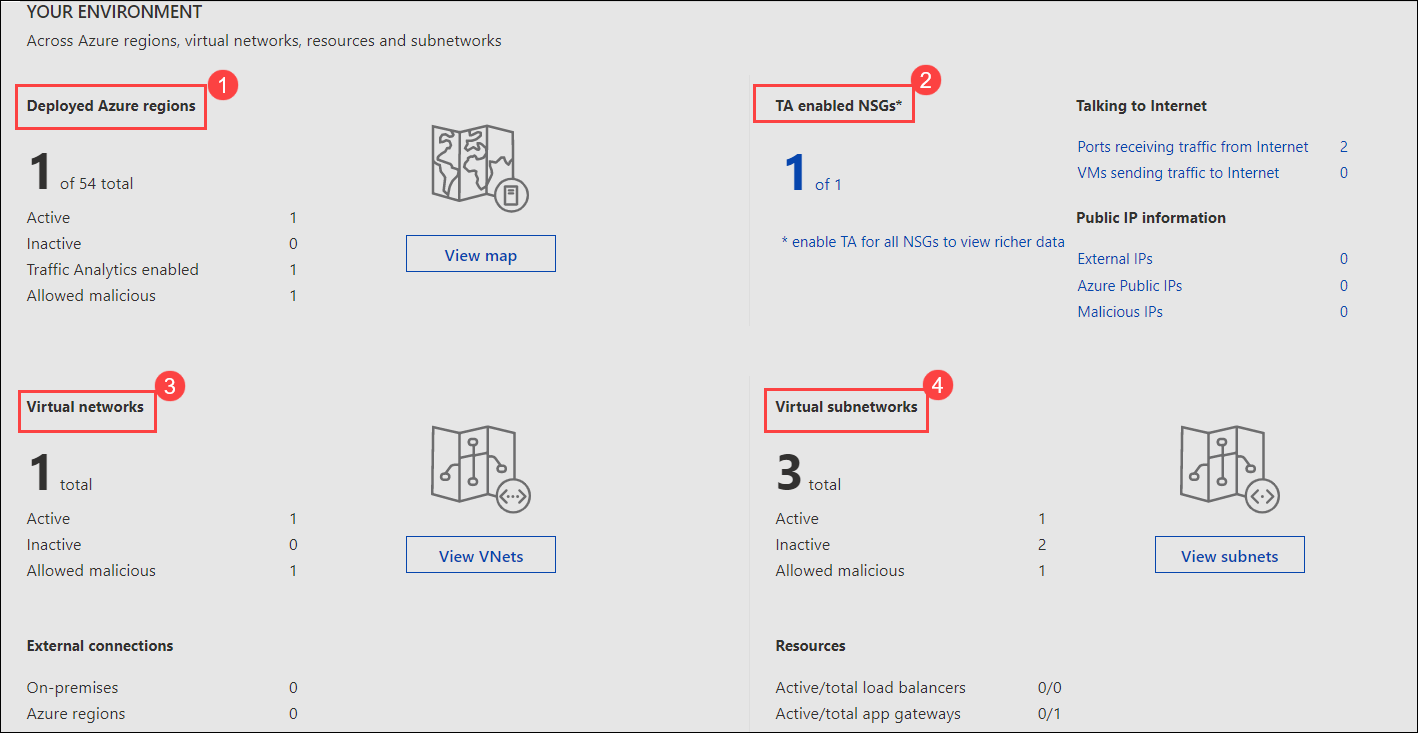 YOUR ENVIRONMENT
Across Azure regions, virtual networks, resources and subnetworks
1
Deployed Azure regions
1 of 54 total
Active 1
Inactive 0
Traffic Analytics enabled 1
Allowed malicious 1
View map
2
TA enabled NSGs*
1 of 1
* enable TA for all NSGs to view richer data
Talking to Internet
Ports receiving traffic from Internet 2
VMs sending traffic to Internet 0
Public IP information
External IPs 0
Azure Public IPs 0
Malicious IPs 0
3
Virtual networks
1 total
Active 1
Inactive 0
Allowed malicious 1
View VNets
4
Virtual subnetworks
3 total
Active 1
Inactive 2
Allowed malicious 1
View subnets
External connections
On-premises 0
Azure regions 0
Resources
Active/total load balancers 0/0
Active/total app gateways 0/1